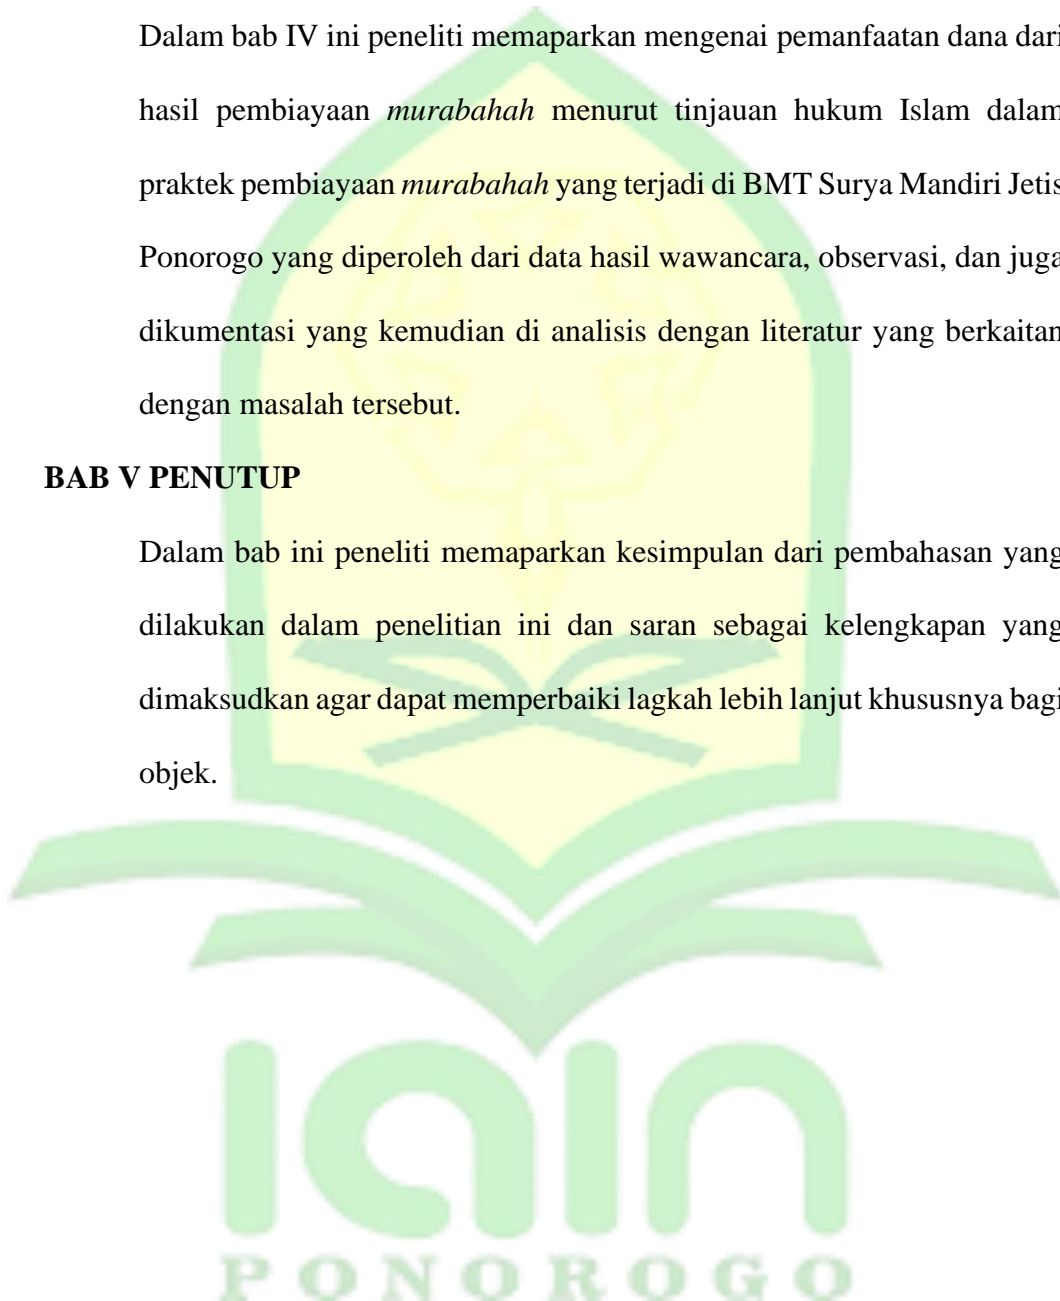 Dalam bab IV ini peneliti memaparkan mengenai pemanfaatan dana dari
hasil pembiayaan murabahah menurut tinjauan hukum Islam dalam
praktek pembiayaan murabahah yang terjadi di BMT Surya Mandiri Jetis
Ponorogo yang diperoleh dari data hasil wawancara, observasi, dan juga
dikumentasi yang kemudian di analisis dengan literatur yang berkaitan
dengan masalah tersebut.
BAB V PENUTUP
Dalam bab ini peneliti memaparkan kesimpulan dari pembahasan yang
dilakukan dalam penelitian ini dan saran sebagai kelengkapan yang
dimaksudkan agar dapat memperbaiki lagkah lebih lanjut khususnya bagi
objek.
iain
PONOROGO